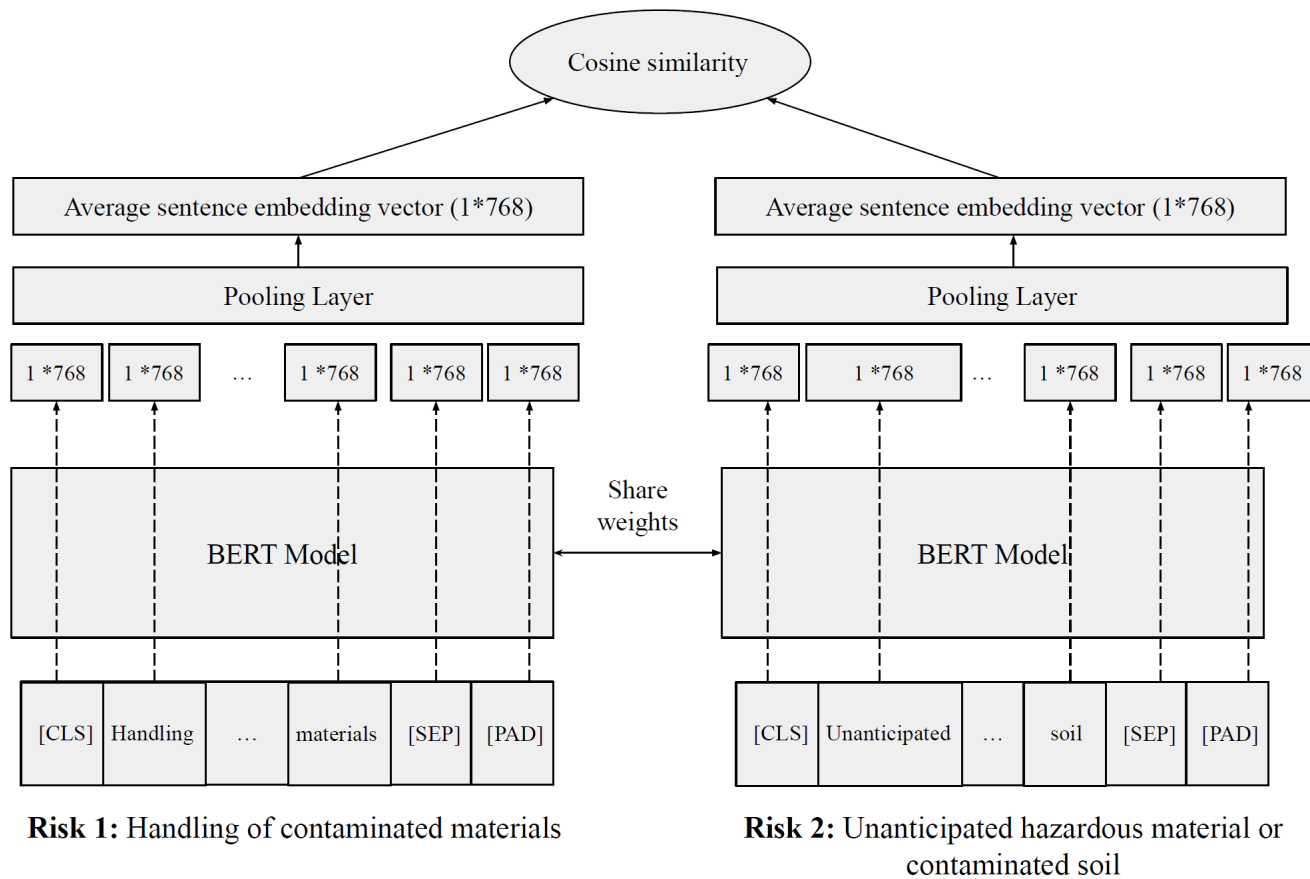 Cosine similarity
Average sentence embedding vector (1*768)
Average sentence embedding vector (1*768)
Pooling Layer
Pooling Layer
1 *768 1 *768 … 1 *768 1 *768 1 *768
1 *768 1 *768 … 1 *768 1 *768 1 *768
Share
weights
BERT Model
BERT Model
[CLS] Handling … materials [SEP] [PAD]
[CLS] Unanticipated … soil [SEP] [PAD]
Risk 1: Handling of contaminated materials
Risk 2: Unanticipated hazardous material or
contaminated soil